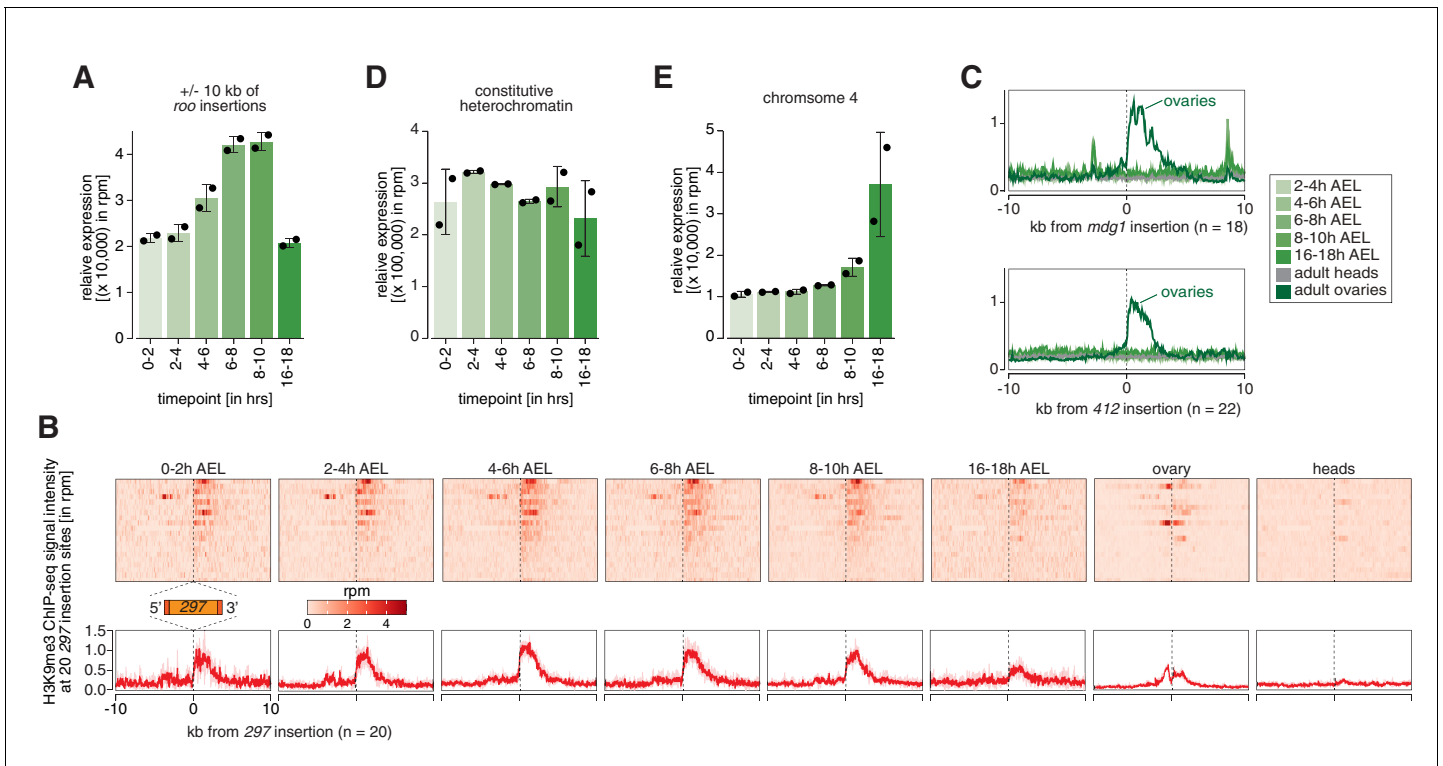 A
+/- 10 kb of
roo insertions
relaive expression
[(x 10,000) in rpm]
4
3
2
1
0
0-2
2-4
4-6
6-8
8-10
16-18
timepoint [in hrs]
D
constitutive
heterochromatin
relaive expression
[(x 100,000) in rpm]
4
3
2
1
0
0-2
2-4
4-6
6-8
8-10
16-18
timepoint [in hrs]
E
chromsome 4
relaive expression
[(x 10,000) in rpm]
5
4
3
2
1
0
0-2
2-4
4-6
6-8
8-10
16-18
timepoint [in hrs]
C
ovaries
1
0
-10 0 10
kb from mdg1 insertion (n = 18)
ovaries
1
0
-10 0 10
kb from 412 insertion (n = 22)
2-4h AEL
4-6h AEL
6-8h AEL
8-10h AEL
16-18h AEL
adult heads
adult ovaries
B
H3K9me3 ChIP-seq signal intensity
at 20 297 insertion sites [in rpm]
0-2h AEL
2-4h AEL
4-6h AEL
6-8h AEL
8-10h AEL
16-18h AEL
ovary
heads
5' 297 3'
rpm
0 2 4
1.5
1.0
0.5
0.0
-10 0 10
kb from 297 insertion (n = 20)